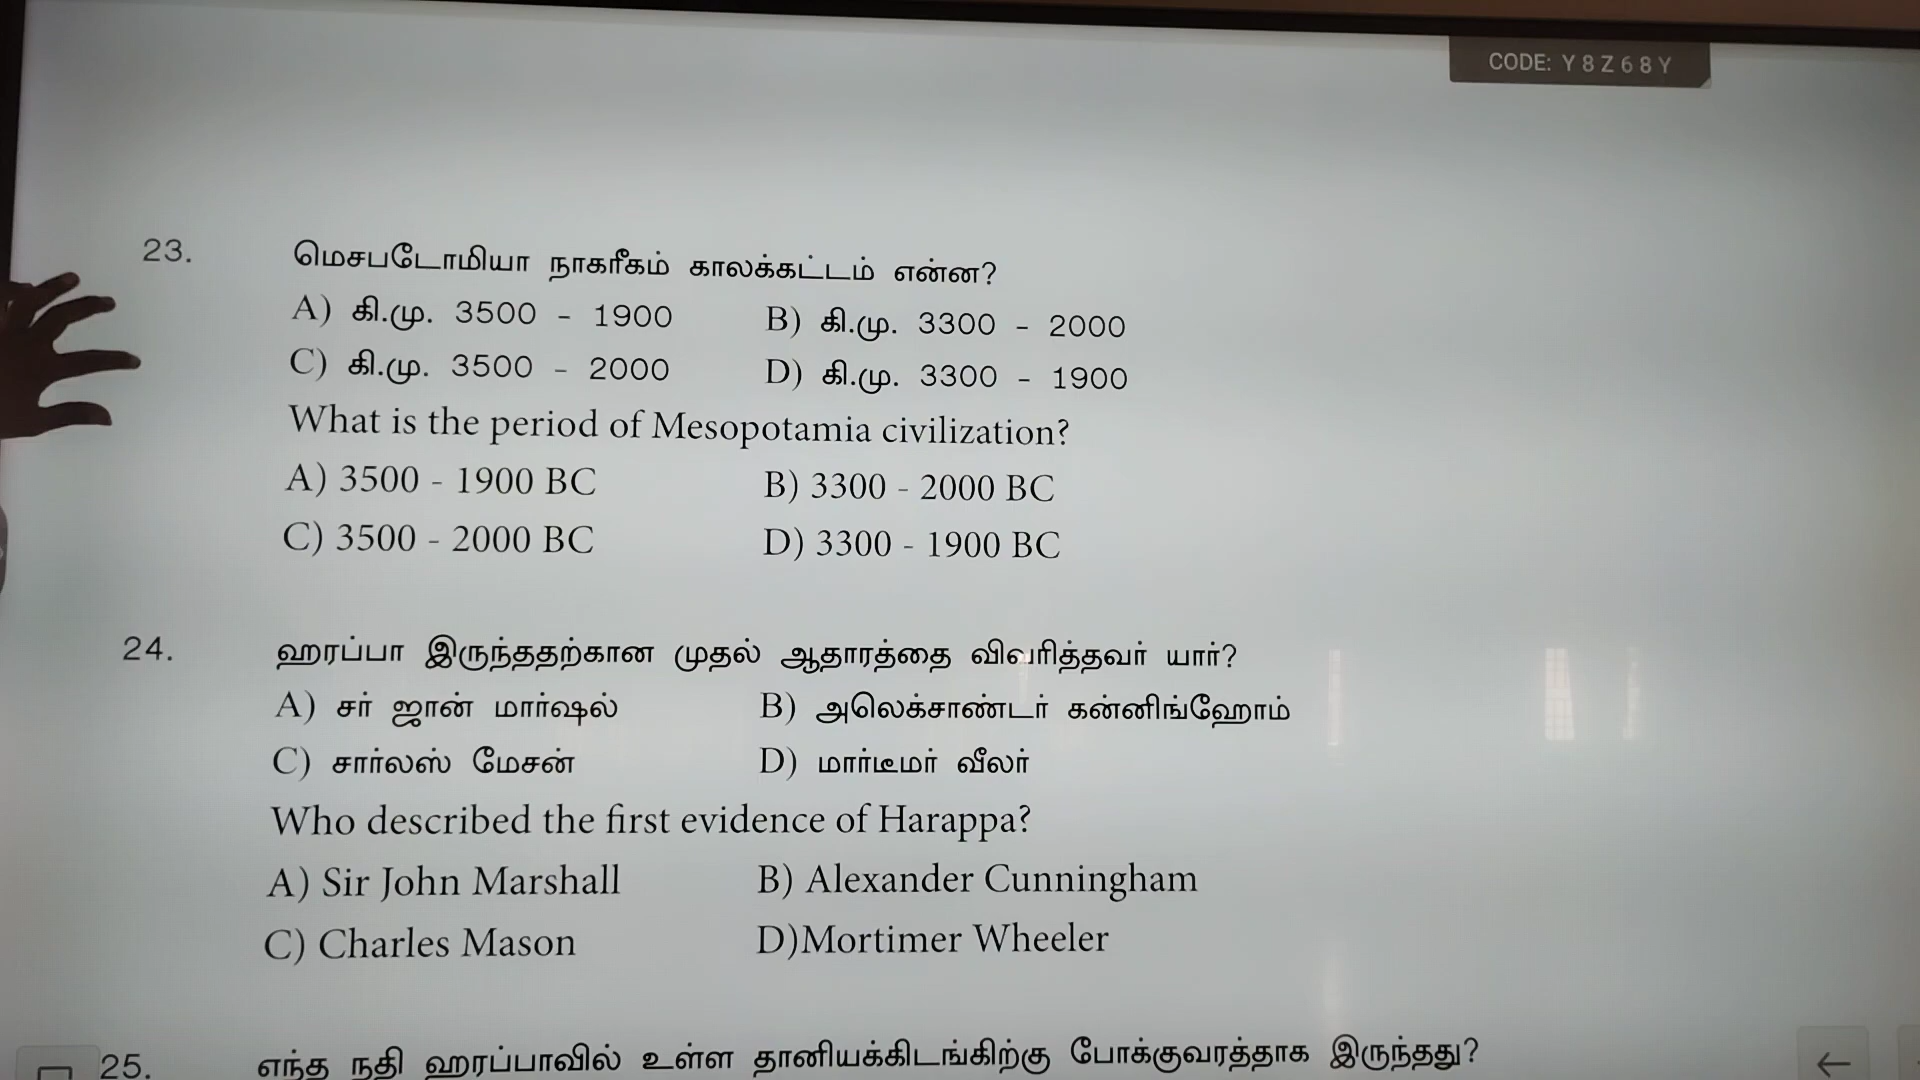 CODE: Y8Z68Y
23. மெசபடோமியா நாகரீகம் காலக்கட்டம் என்ன?
A) கி.மு. 3500 - 1900 B) கி.மு. 3300 - 2000
C) கி.மு. 3500 - 2000 D) கி.மு. 3300 - 1900
What is the period of Mesopotamia civilization?
A) 3500 - 1900 BC B) 3300 - 2000 BC
C) 3500 - 2000 BC D) 3300 - 1900 BC
24. ஹரப்பா இருந்ததற்கான முதல் ஆதாரத்தை விவரித்தவர் யார்?
A) சர் ஜான் மார்ஷல் B) அலெக்சாண்டர் கன்னிங்ஹோம்
C) சார்லஸ் மேசன் D) மார்டீமர் வீலர்
Who described the first evidence of Harappa?
A) Sir John Marshall B) Alexander Cunningham
C) Charles Mason D)Mortimer Wheeler
25. எந்த நதி ஹரப்பாவில் உள்ள தானியக்கிடங்கிற்கு போக்குவரத்தாக இருந்தது?